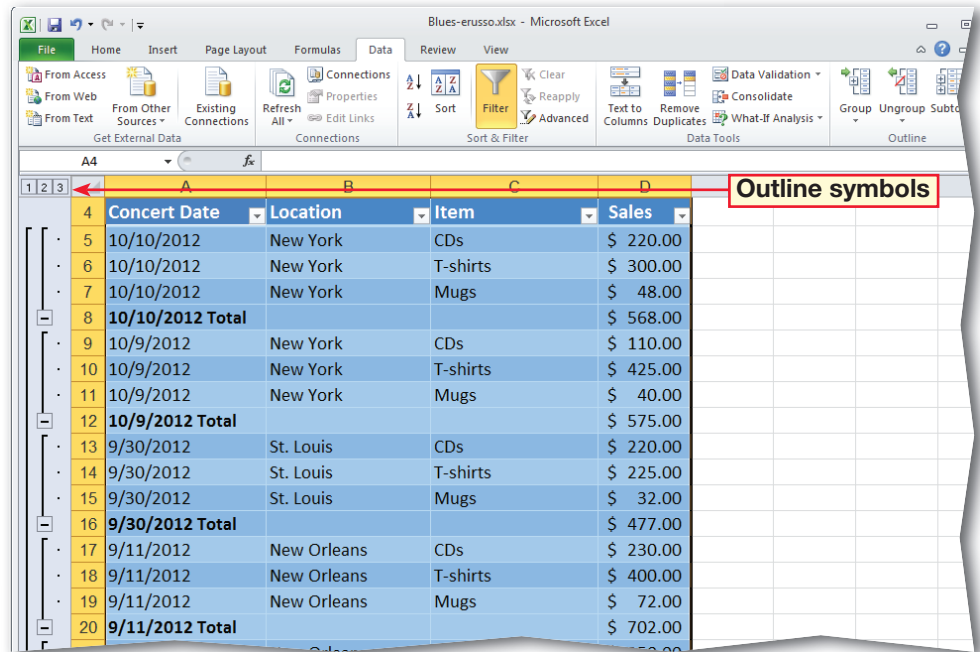 Blues-erusso.xlsx - Microsoft Excel
File Home Insert Page Layout Formulas Data Review View
From Access
From Web
From Text
From Other Sources
Existing Connections
Get External Data
Refresh All
Connections
Properties
Edit Links
Connections
Sort
Filter
Clear
Reapply
Advanced
Sort & Filter
Text to Columns
Remove Duplicates
Data Validation
Consolidate
What-If Analysis
Data Tools
Group Ungroup
Outline
A4 fx
1 2 3 A B C D
Outline symbols
4 Concert Date Location Item Sales
5 10/10/2012 New York CDs $ 220.00
6 10/10/2012 New York T-shirts $ 300.00
7 10/10/2012 New York Mugs $ 48.00
8 10/10/2012 Total $ 568.00
9 10/9/2012 New York CDs $ 110.00
10 10/9/2012 New York T-shirts $ 425.00
11 10/9/2012 New York Mugs $ 40.00
12 10/9/2012 Total $ 575.00
13 9/30/2012 St. Louis CDs $ 220.00
14 9/30/2012 St. Louis T-shirts $ 225.00
15 9/30/2012 St. Louis Mugs $ 32.00
16 9/30/2012 Total $ 477.00
17 9/11/2012 New Orleans CDs $ 230.00
18 9/11/2012 New Orleans T-shirts $ 400.00
19 9/11/2012 New Orleans Mugs $ 72.00
20 9/11/2012 Total $ 702.00